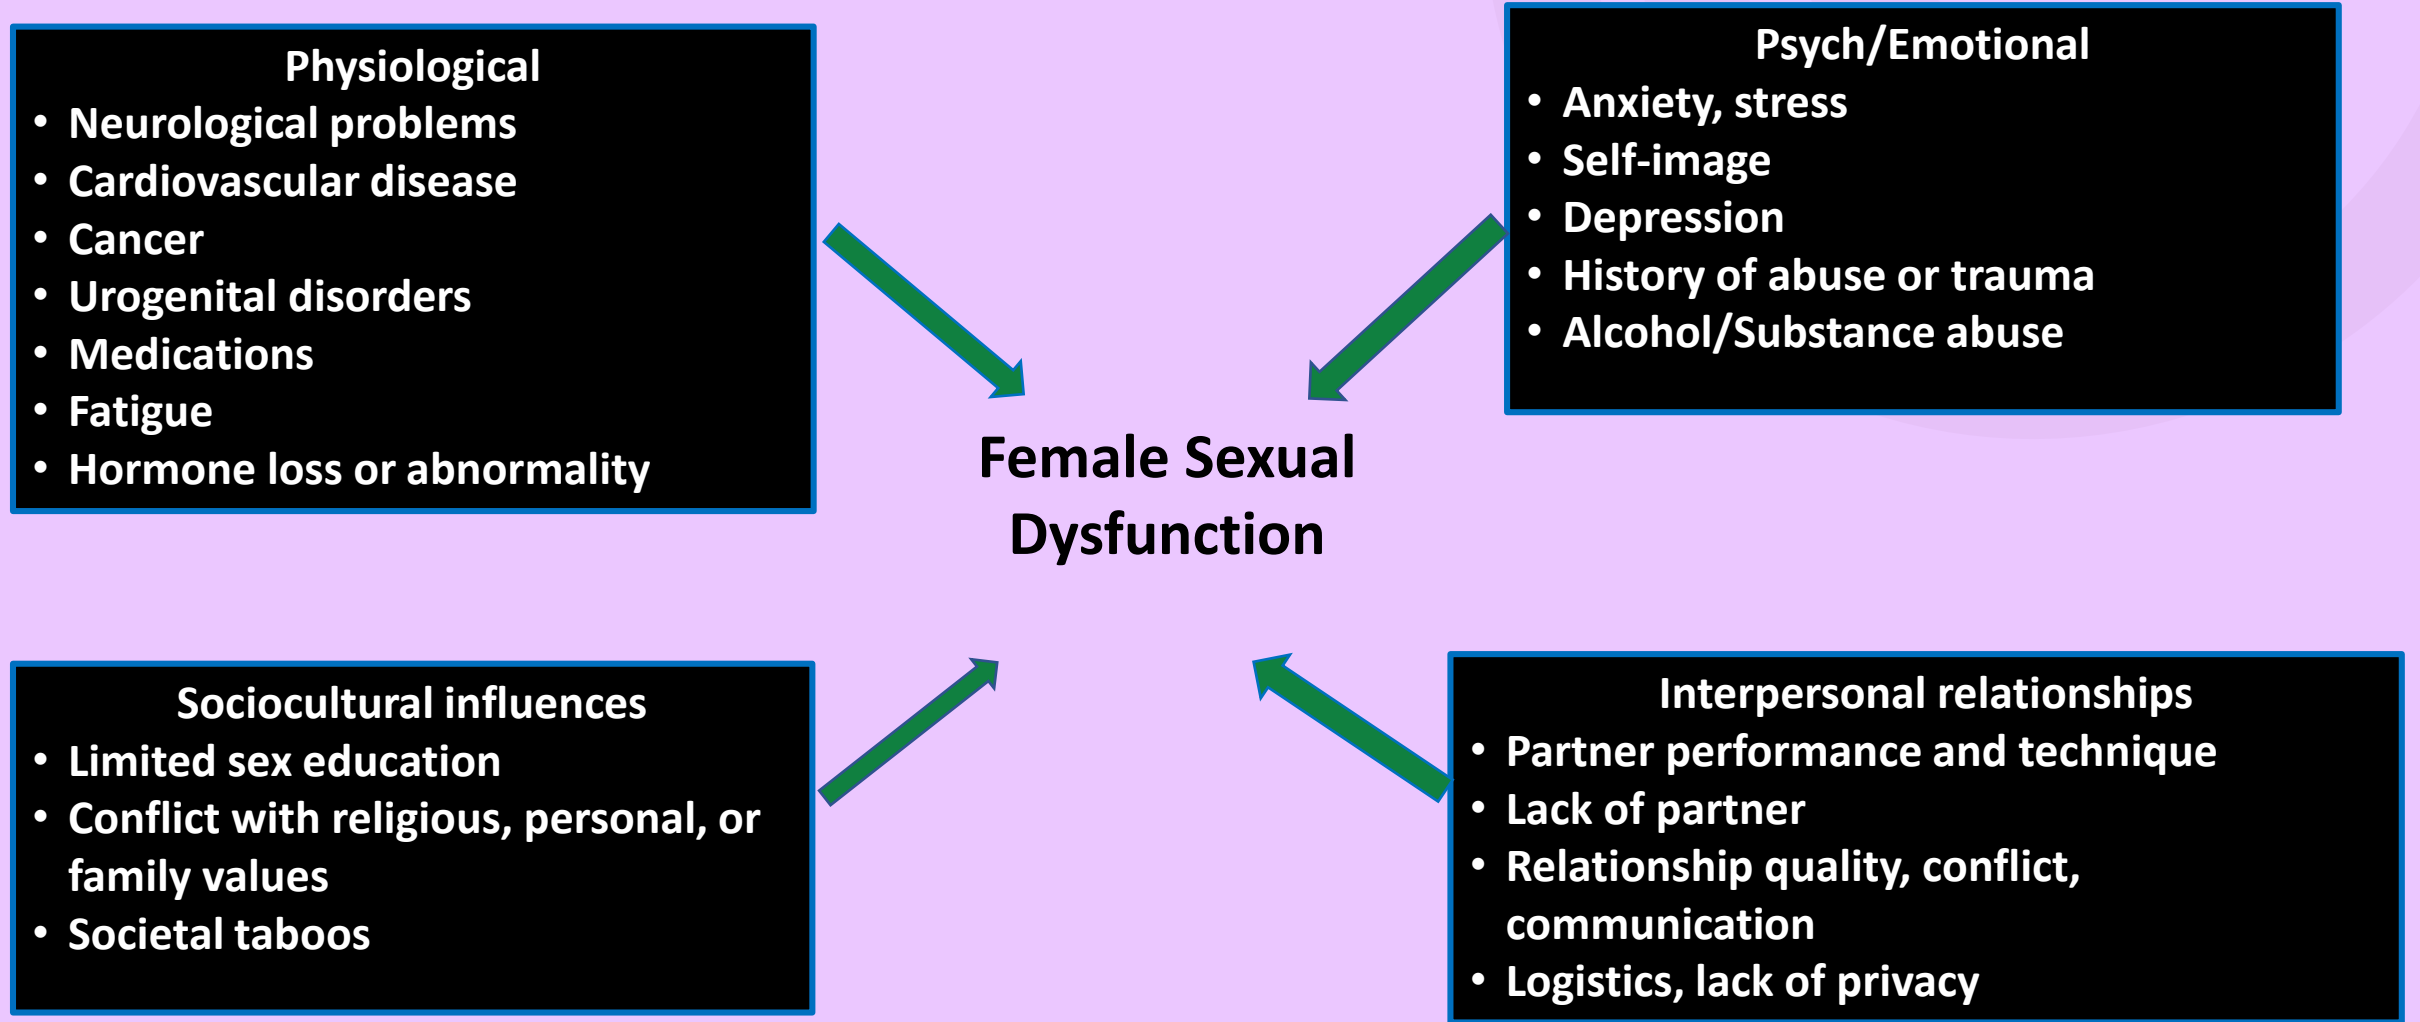 Physiological
• Neurological problems
• Cardiovascular disease
• Cancer
• Urogenital disorders
• Medications
• Fatigue
• Hormone loss or abnormality
Psych/Emotional
• Anxiety, stress
• Self-image
• Depression
• History of abuse or trauma
• Alcohol/Substance abuse
Female Sexual
Dysfunction
Sociocultural influences
• Limited sex education
• Conflict with religious, personal, or
family values
• Societal taboos
Interpersonal relationships
• Partner performance and technique
• Lack of partner
• Relationship quality, conflict,
communication
• Logistics, lack of privacy